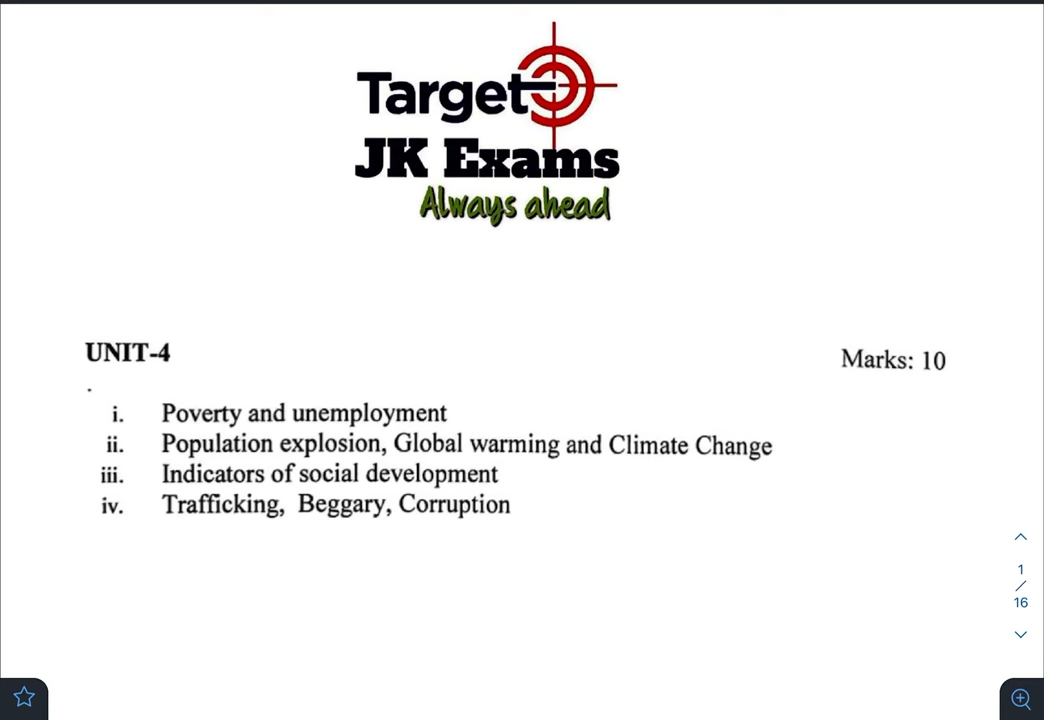 Target
JK Exams
Always ahead
UNIT-4
Marks: 10
i. Poverty and unemployment
ii. Population explosion, Global warming and Climate Change
iii. Indicators of social development
iv. Trafficking, Beggary, Corruption
1
/
16